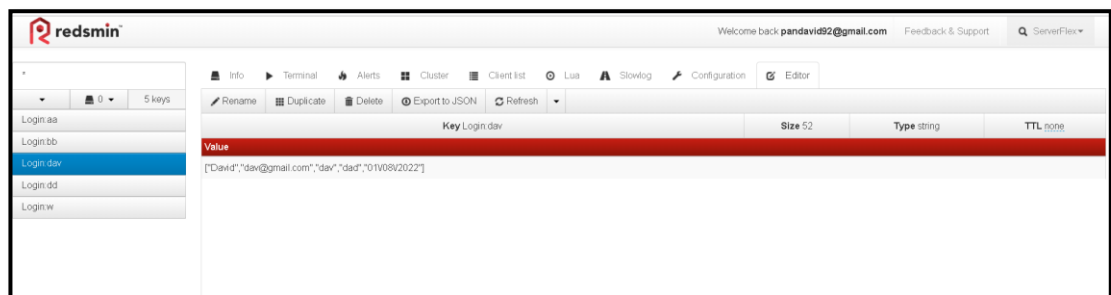 redsmin
Welcome back pandavid92@gmail.com Feedback & Support ServerFlex
*
Info Terminal Alerts Cluster Client list Lua Slowlog Configuration Editor
0 5 keys
Rename Duplicate Delete Export to JSON Refresh
Login:aa
Login:bb
Login:dav
Login:dd
Login:w
Key Login:dav Size 52 Type string TTL none
Value
["David","dav@gmail.com","dav","dad","01\/08\/2022"]